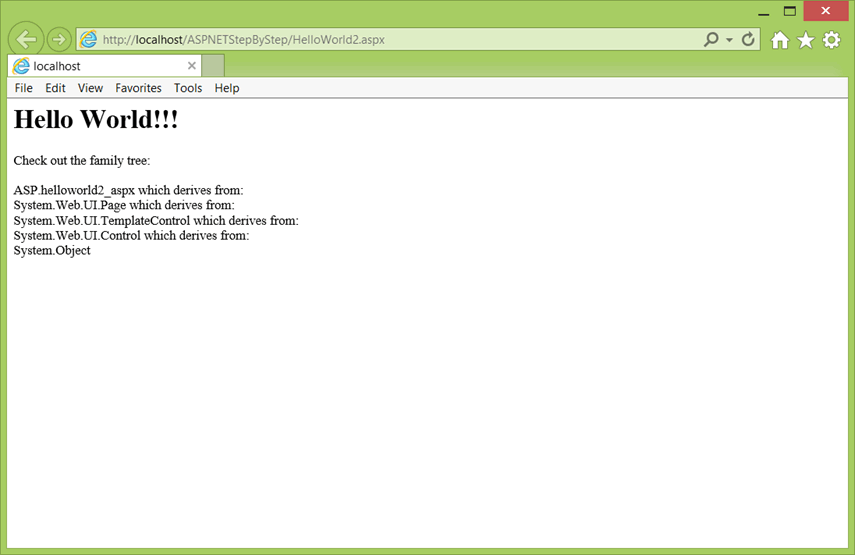 http://localhost/ASPNETStepByStep/HelloWorld2.aspx
localhost
File Edit View Favorites Tools Help
Hello World!!!
Check out the family tree:
ASP.helloworld2_aspx which derives from:
System.Web.UI.Page which derives from:
System.Web.UI.TemplateControl which derives from:
System.Web.UI.Control which derives from:
System.Object